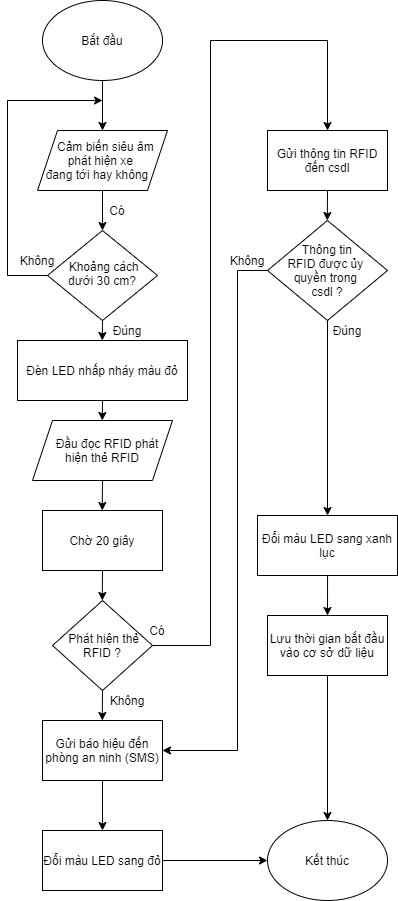 Bắt đầu
Cảm biến siêu âm
phát hiện xe
đang tới hay không
Có
Khoảng cách
dưới 30 cm?
Không
Đúng
Đèn LED nhấp nháy màu đỏ
Đầu đọc RFID phát
hiện thẻ RFID
Chờ 20 giây
Phát hiện thẻ
RFID ?
Có
Không
Gửi báo hiệu đến
phòng an ninh (SMS)
Đổi màu LED sang đỏ
Gửi thông tin RFID
đến csdl
Thông tin
RFID được ủy
quyền trong
csdl ?
Không
Đúng
Đổi màu LED sang xanh
lục
Lưu thời gian bắt đầu
vào cơ sở dữ liệu
Kết thúc